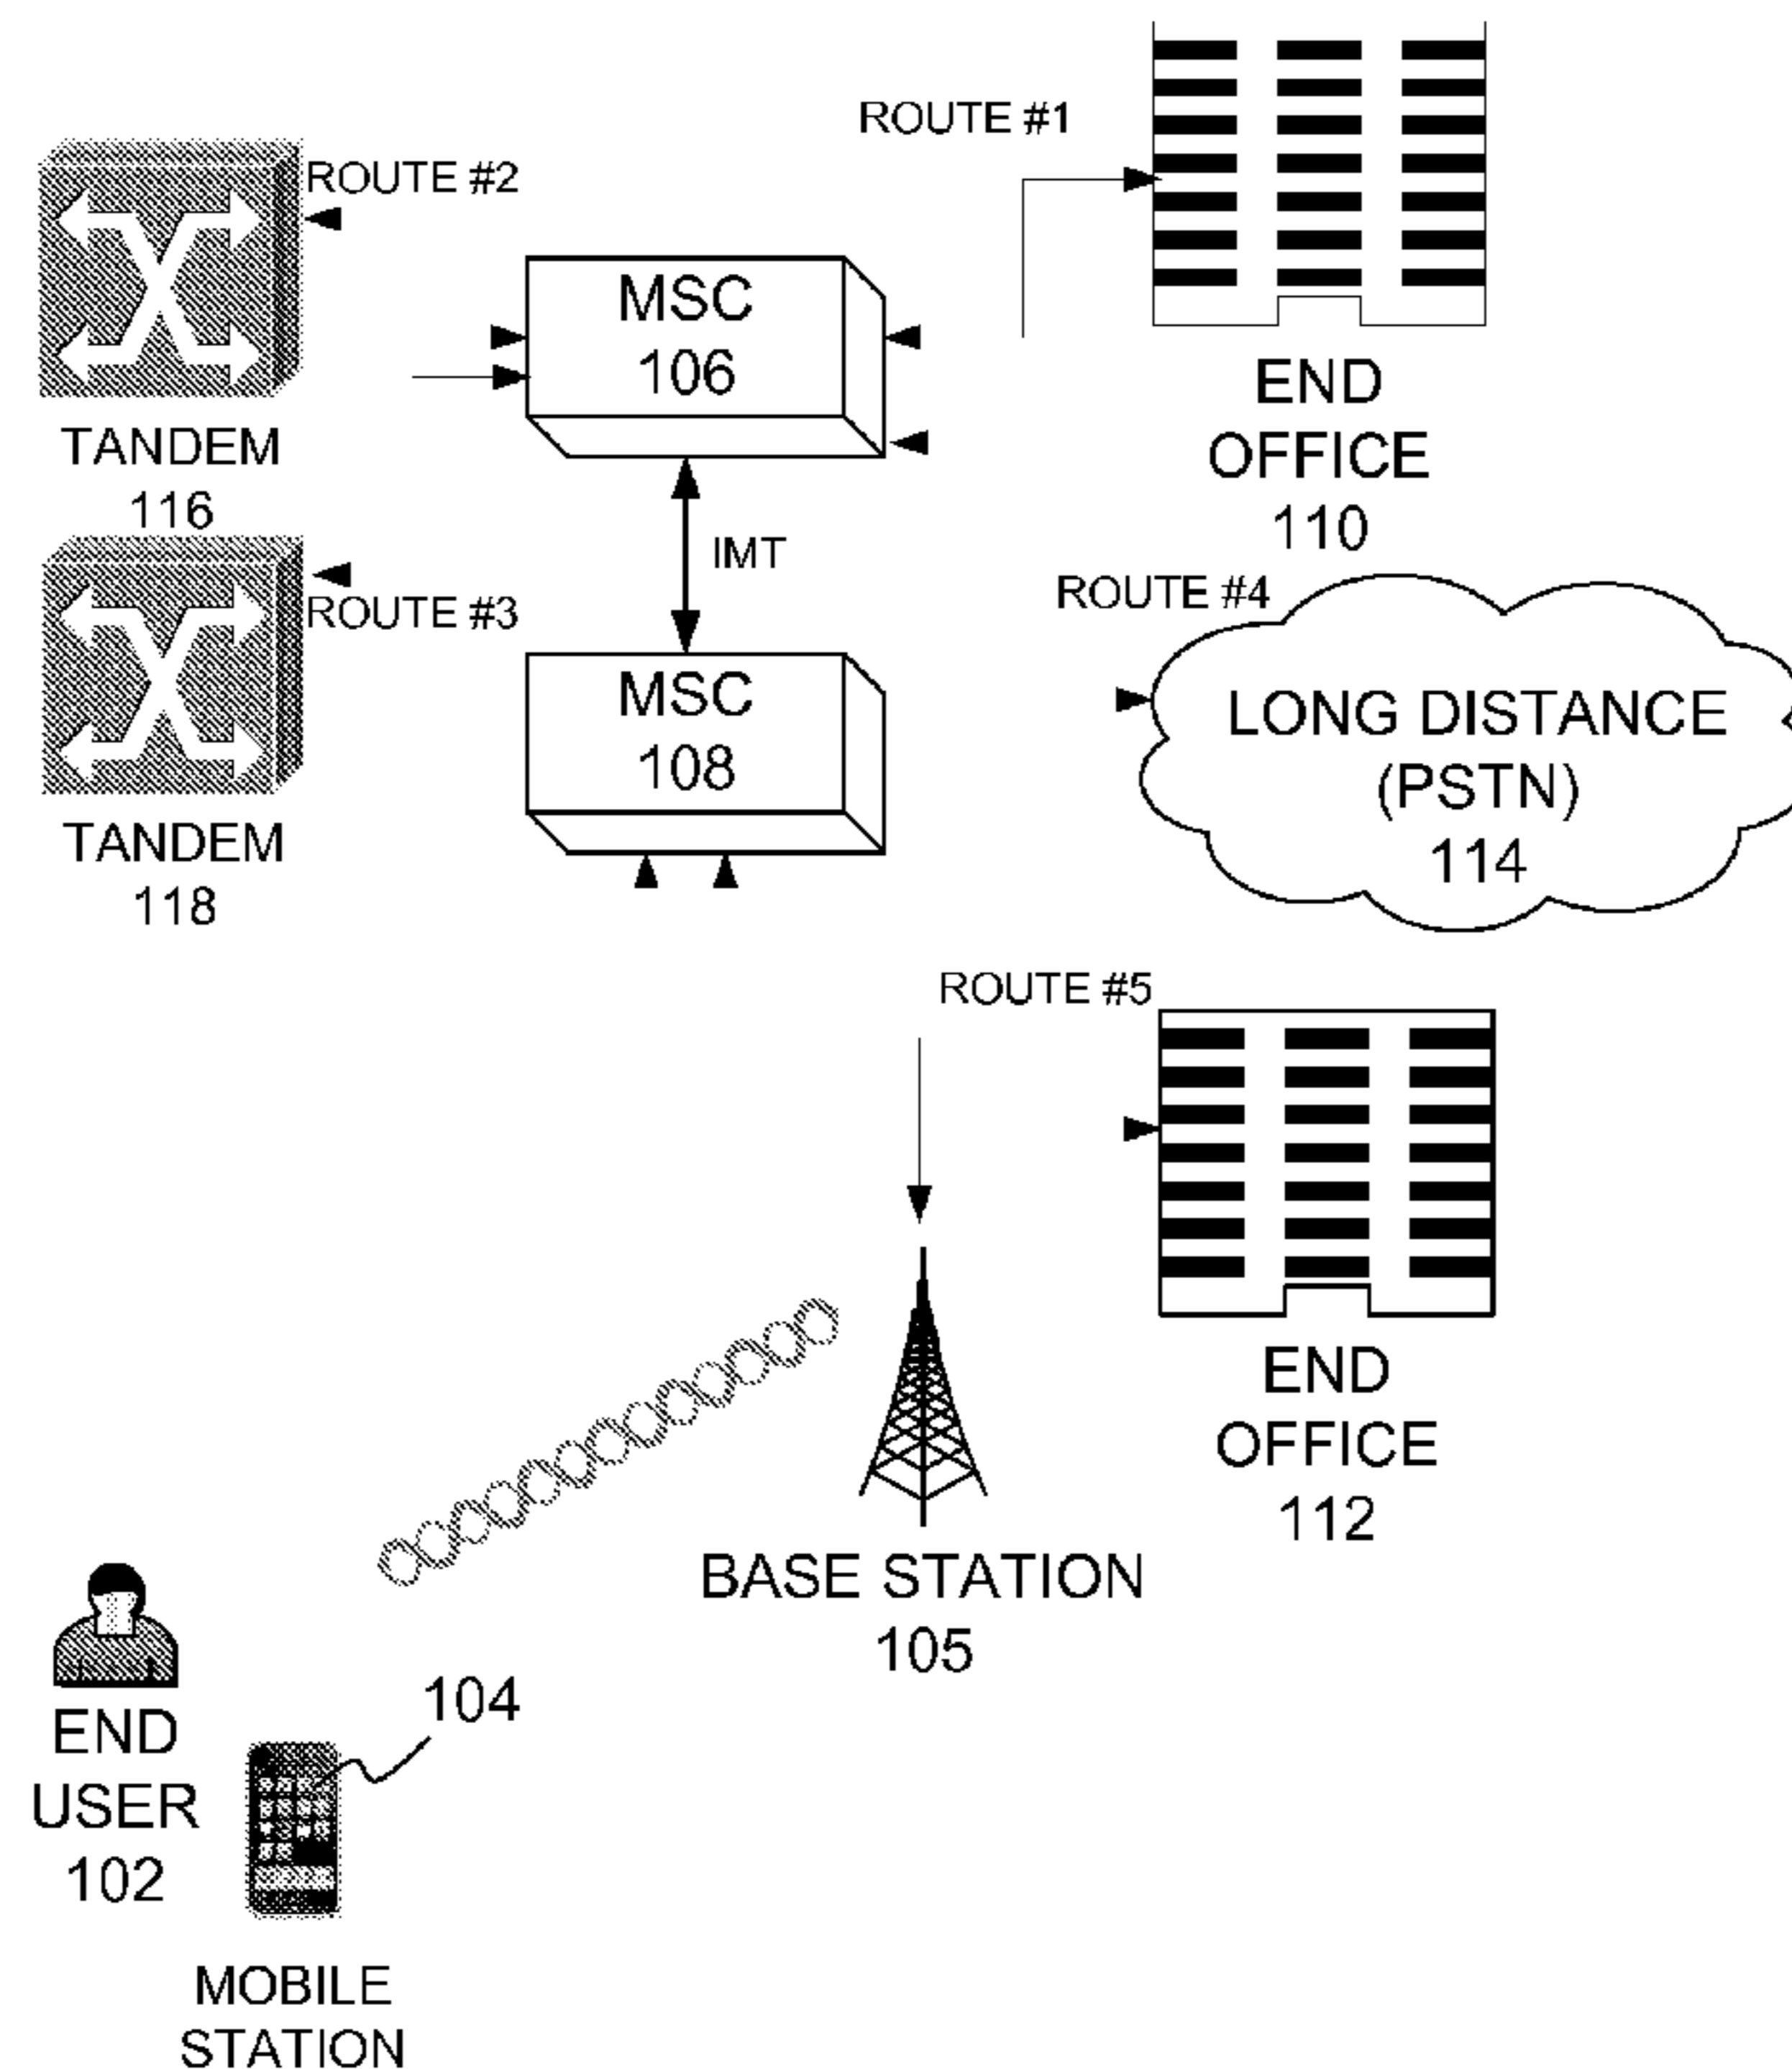 ROUTE #1
ROUTE #2
MSC
106
END
OFFICE
110
TANDEM
116
IMT
ROUTE #3
ROUTE #4
MSC
108
LONG DISTANCE
(PSTN)
114
TANDEM
118
ROUTE #5
END
OFFICE
112
BASE STATION
105
104
END
USER
102
MOBILE
STATION